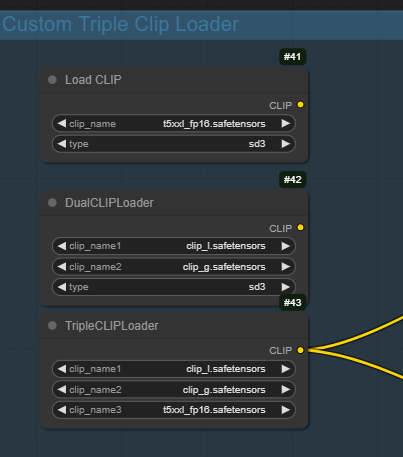 Custom Triple Clip Loader
#41
Load CLIP
CLIP
clip_name t5xxl_fp16.safetensors
type sd3
#42
DualCLIPLoader
CLIP
clip_name1 clip_l.safetensors
clip_name2 clip_g.safetensors
type sd3
#43
TripleCLIPLoader
CLIP
clip_name1 clip_l.safetensors
clip_name2 clip_g.safetensors
clip_name3 t5xxl_fp16.safetensors